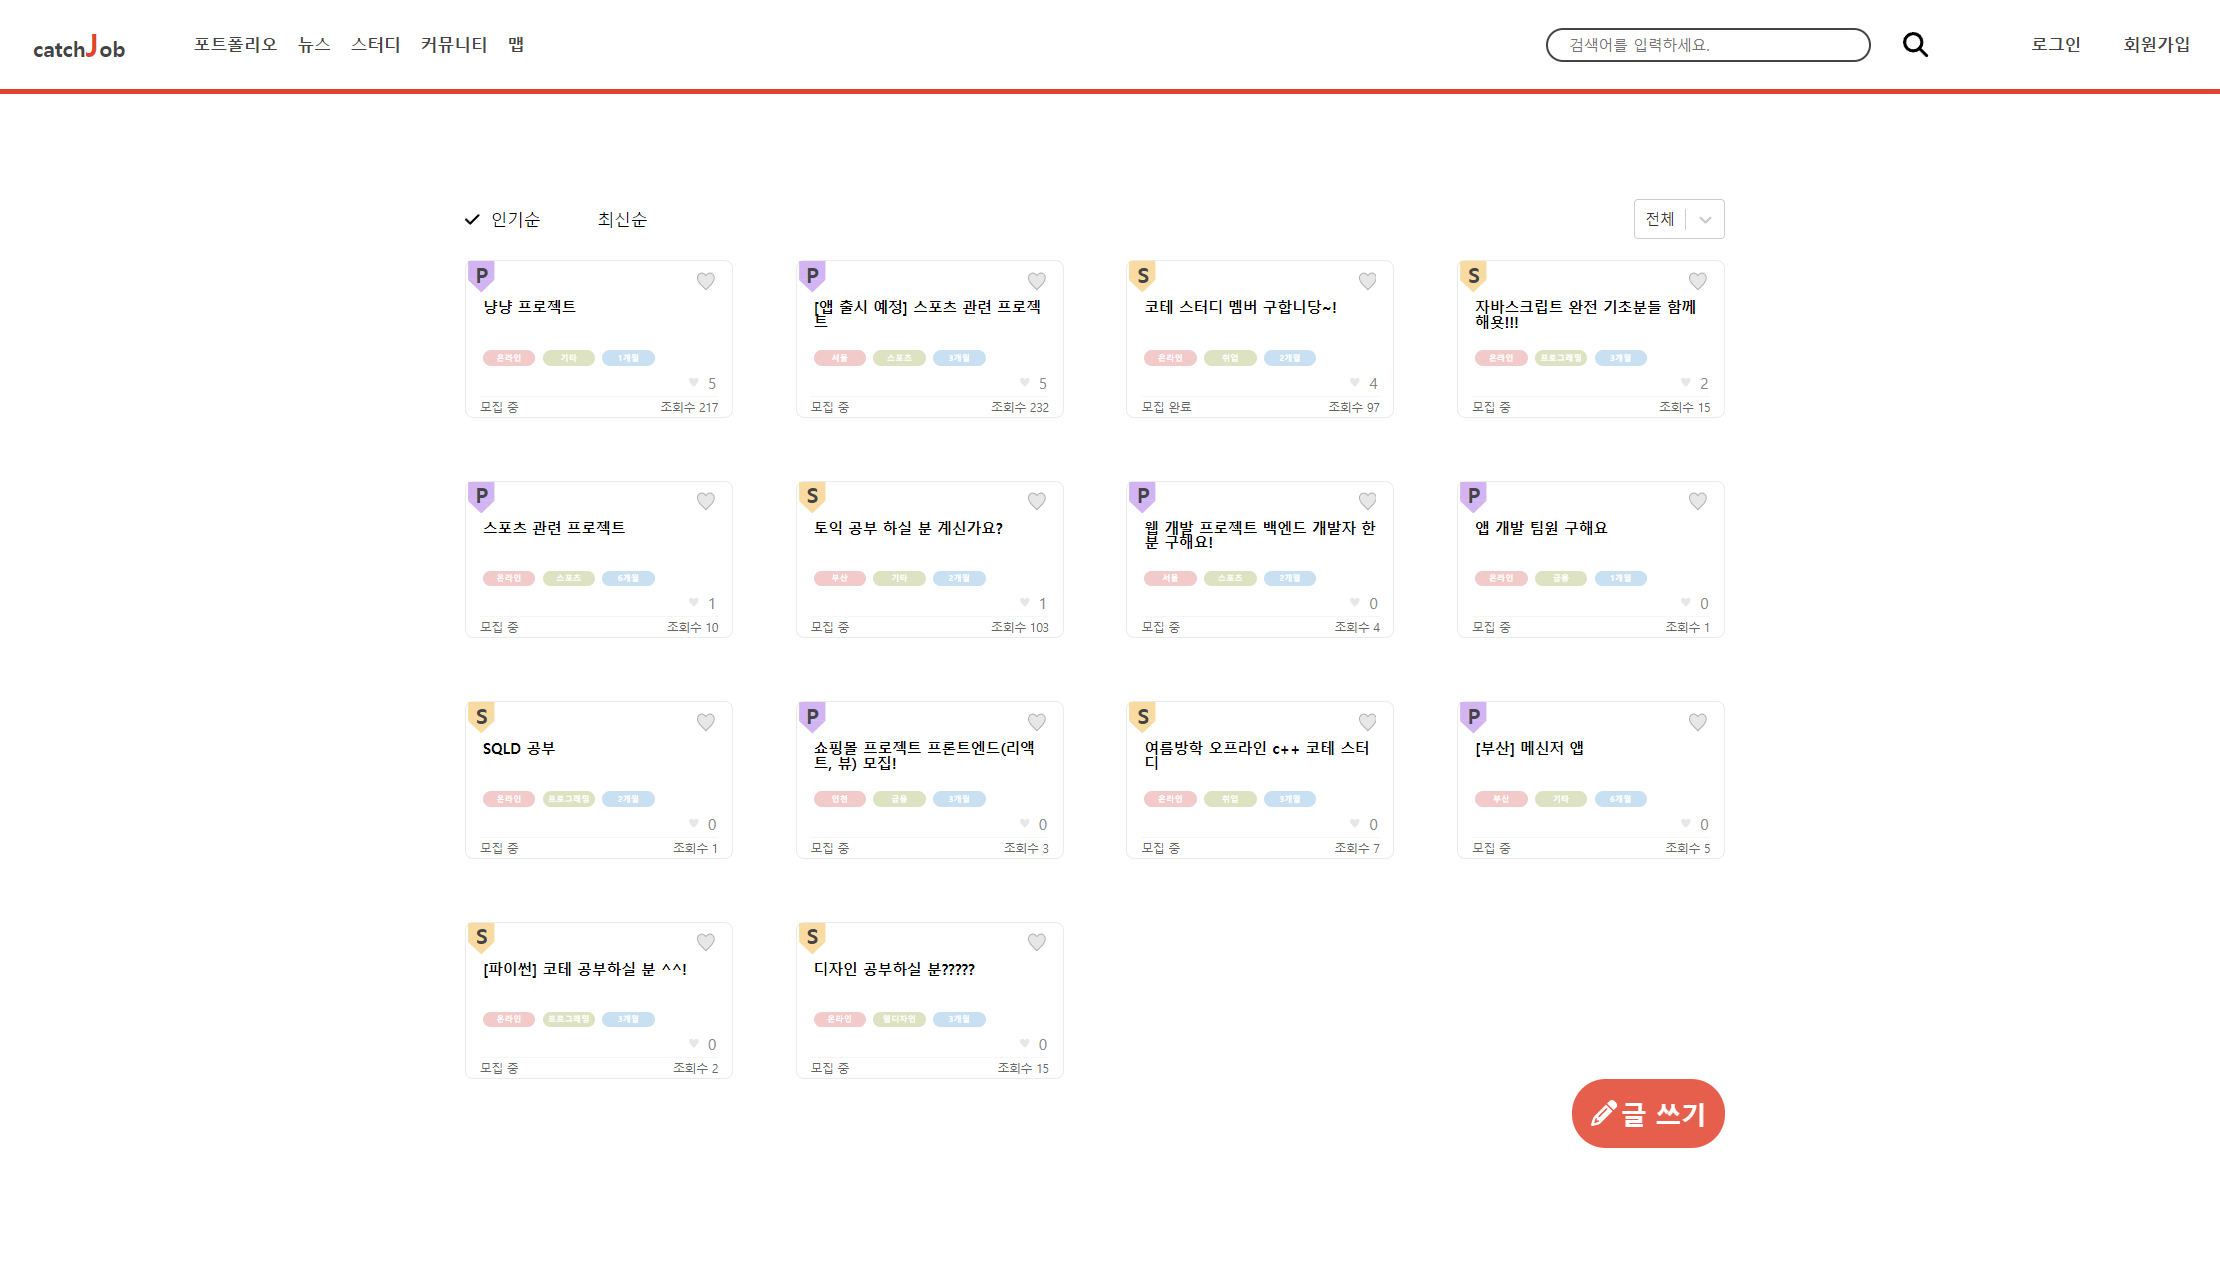 catchJob
포트폴리오 뉴스 스터디 커뮤니티 맵
검색어를 입력하세요.
로그인 회원가입
인기순 최신순
전체
P
냥냥 프로젝트
온라인 기타 1개월
5
모집 중 조회수 217
P
[앱 출시 예정] 스포츠 관련 프로젝
트
서울 스포츠 3개월
5
모집 중 조회수 232
S
코테 스터디 멤버 구합니당~!
온라인 취업 2개월
4
모집 완료 조회수 97
S
자바스크립트 완전 기초분들 함께
해욧!!!
온라인 프로그래밍 3개월
2
모집 중 조회수 15
P
스포츠 관련 프로젝트
온라인 스포츠 6개월
1
모집 중 조회수 10
S
토익 공부 하실 분 계신가요?
부산 기타 2개월
1
모집 중 조회수 103
P
웹 개발 프로젝트 백엔드 개발자 한
분 구해요!
서울 스포츠 2개월
0
모집 중 조회수 4
P
앱 개발 팀원 구해요
온라인 금융 1개월
0
모집 중 조회수 1
S
SQLD 공부
온라인 프로그래밍 2개월
0
모집 중 조회수 1
P
쇼핑몰 프로젝트 프론트엔드(리액
트, 뷰) 모집!
인천 금융 3개월
0
모집 중 조회수 3
S
여름방학 오프라인 c++ 코테 스터
디
온라인 취업 3개월
0
모집 중 조회수 7
P
[부산] 메신저 앱
부산 기타 6개월
0
모집 중 조회수 5
S
[파이썬] 코테 공부하실 분 ^^!
온라인 프로그래밍 3개월
0
모집 중 조회수 2
S
디자인 공부하실 분?????
온라인 웹디자인 3개월
0
모집 중 조회수 15
글 쓰기